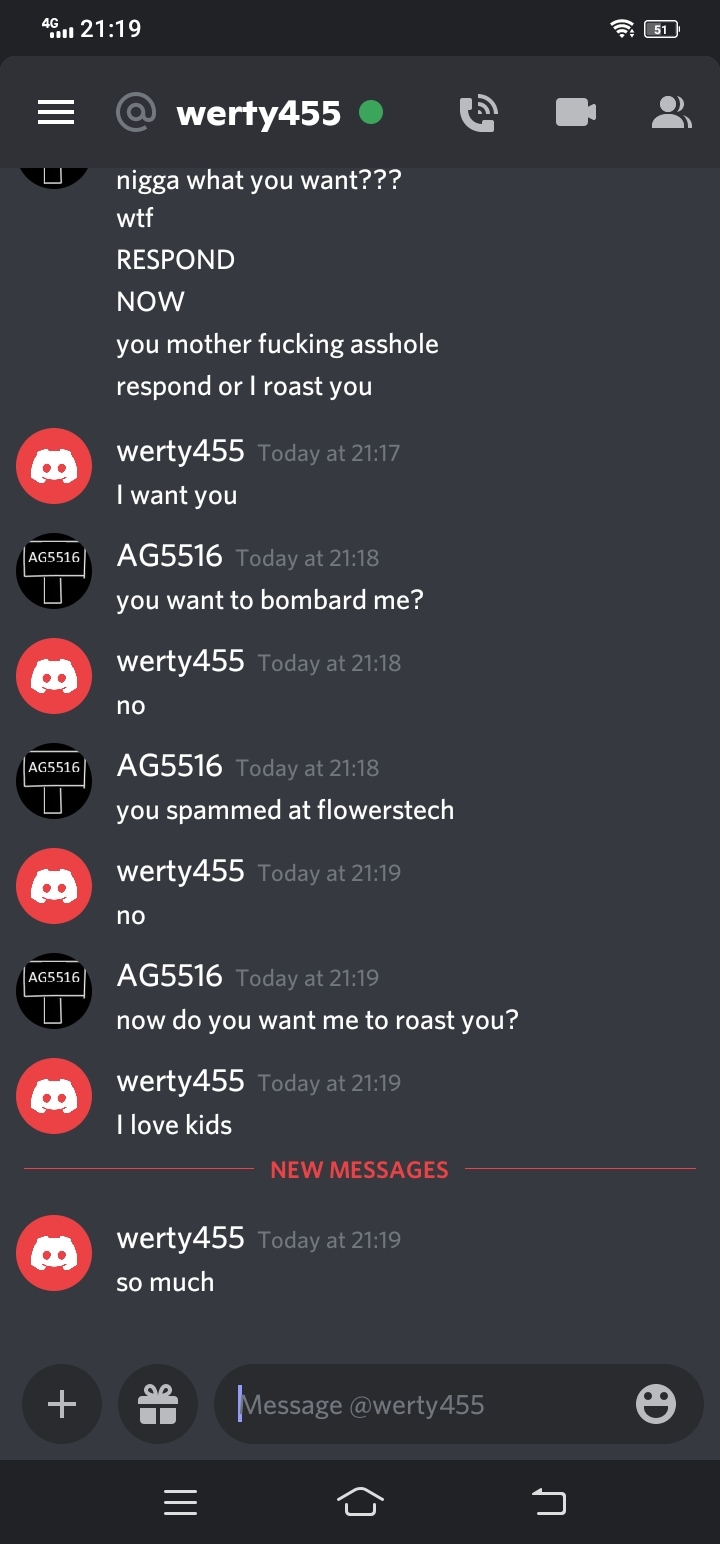 4G 21:19 51
werty455
nigga what you want???
wtf
RESPOND
NOW
you mother fucking asshole
respond or I roast you
werty455 Today at 21:17
I want you
AG5516
AG5516 Today at 21:18
you want to bombard me?
werty455 Today at 21:18
no
AG5516
AG5516 Today at 21:18
you spammed at flowerstech
werty455 Today at 21:19
no
AG5516
AG5516 Today at 21:19
now do you want me to roast you?
werty455 Today at 21:19
I love kids
NEW MESSAGES
werty455 Today at 21:19
so much
Message @werty455